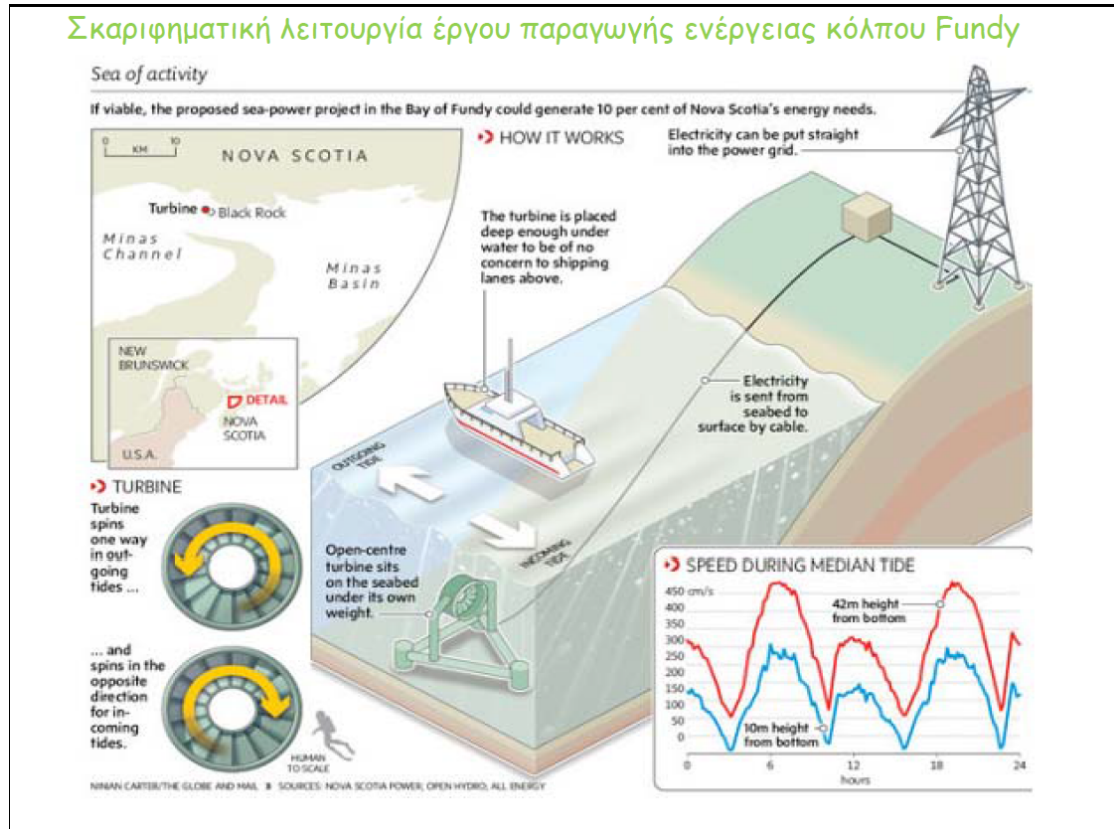 Σκαριφηματική λειτουργία έργου παραγωγής ενέργειας κόλπου Fundy
Sea of activity
If viable, the proposed sea-power project in the Bay of Fundy could generate 10 per cent of Nova Scotia's energy needs.
0 10
KM
NOVA SCOTIA
Turbine
Black Rock
Minas
Channel
Minas
Basin
NEW
BRUNSWICK
DETAIL
NOVA
SCOTIA
U.S.A.
HOW IT WORKS
Electricity can be put straight
into the power grid.
The turbine is placed
deep enough under
water to be of no
concern to shipping
lanes above.
Electricity
is sent from
seabed to
surface by cable.
OUTGOING
TIDE
INCOMING
TIDE
Open-centre
turbine sits
on the seabed
under its own
weight.
TURBINE
Turbine
spins
one way
in out-
going
tides ...
... and
spins in the
opposite
direction
for in-
coming
tides.
HUMAN
TO SCALE
SPEED DURING MEDIAN TIDE
450 cm/s
400
350
300
250
200
150
100
50
0
42m height
from bottom
10m height
from bottom
0 6 12 18 24
hours
NINIAN CARTER/THE GLOBE AND MAIL SOURCES: NOVA SCOTIA POWER; OPEN HYDRO; ALL ENERGY